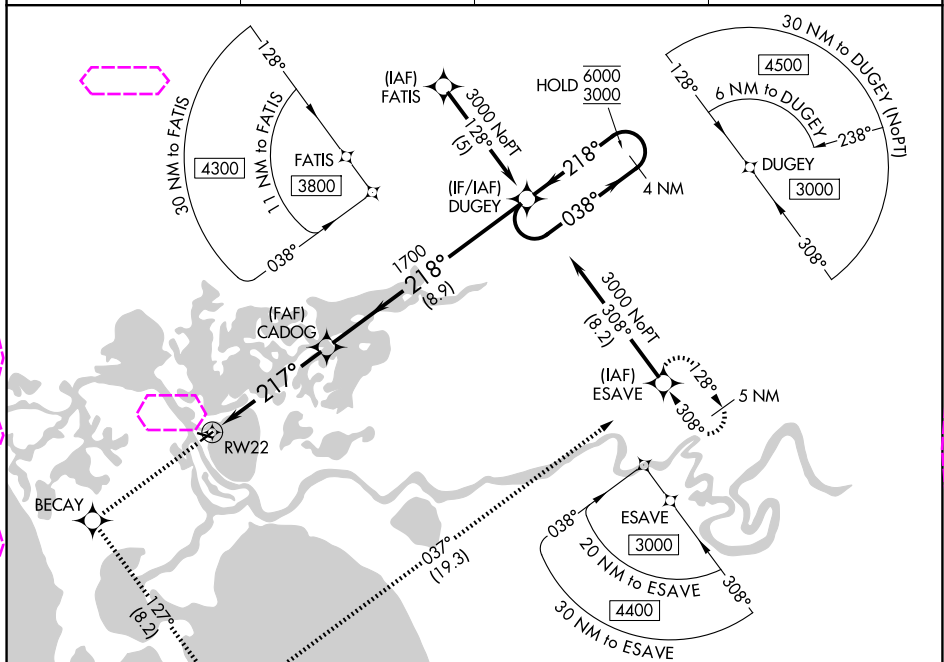 128°
30 NM to FATIS
11 NM to FATIS
4300
FATIS
3800
038°
(IAF)
FATIS
3000 NoPT
128°
(5)
HOLD
6000
3000
218°
038°
4 NM
(IF/IAF)
DUGEY
30 NM to DUGEY (NoPT)
4500
128°
6 NM to DUGEY
238°
DUGEY
3000
308°
1700
218°
(8.9)
(FAF)
CADOG
217°
RW22
3000 NoPT
308°
(8.2)
(IAF)
ESAVE
128°
308°
5 NM
BECAY
127°
(8.2)
037°
(19.3)
038°
ESAVE
3000
20 NM to ESAVE
308°
4400
30 NM to ESAVE